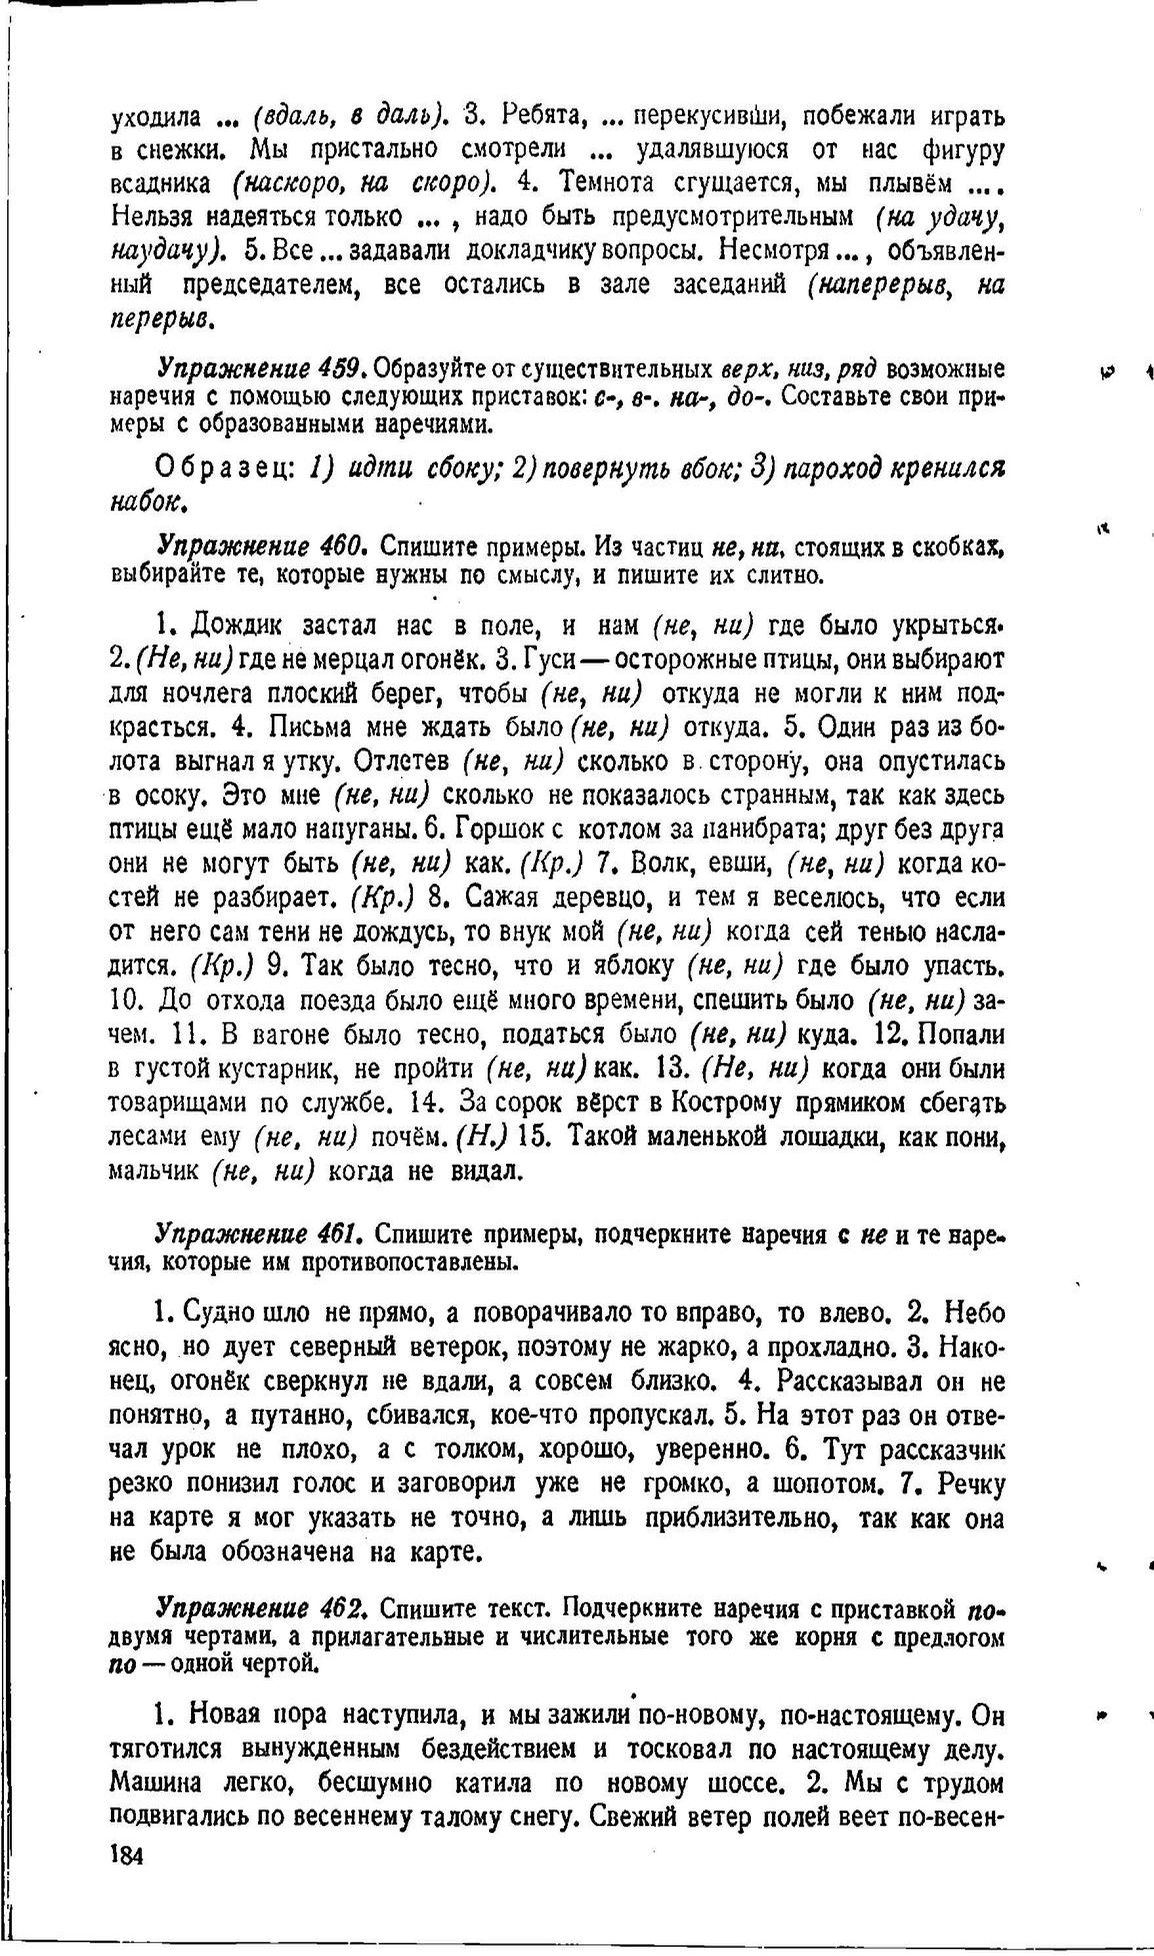 уходила ... (вдаль, в даль). 3. Ребята, ... перекусивши, побежали играть
в снежки. Мы пристально смотрели ... удалявшуюся от нас фигуру
всадника (наскоро, на скоро). 4. Темнота сгущается, мы плывём ....
Нельзя надеяться только ... , надо быть предусмотрительным (на удачу,
наудачу). 5. Все ... задавали докладчику вопросы. Несмотря ... , объявлен-
ный председателем, все остались в зале заседаний (наперерыв, на
перерыв.
Упражнение 459. Образуйте от существительных верх, низ, ряд возможные
наречия с помощью следующих приставок: с-, в-. на-, до-. Составьте свои при-
меры с образованными наречиями.
Образец: 1) идти сбоку; 2) повернуть вбок; 3) пароход кренился
набок.
Упражнение 460. Спишите примеры. Из частиц не, ни, стоящих в скобках,
выбирайте те, которые нужны по смыслу, и пишите их слитно.
1. Дождик застал нас в поле, и нам (не, ни) где было укрыться.
2. (Не, ни) где не мерцал огонёк. 3. Гуси — осторожные птицы, они выбирают
для ночлега плоский берег, чтобы (не, ни) откуда не могли к ним под-
красться. 4. Письма мне ждать было (не, ни) откуда. 5. Один раз из бо-
лота выгнал я утку. Отлетев (не, ни) сколько в сторону, она опустилась
в осоку. Это мне (не, ни) сколько не показалось странным, так как здесь
птицы ещё мало напуганы. 6. Горшок с котлом за панибрата; друг без друга
они не могут быть (не, ни) как. (Кр.) 7. Волк, евши, (не, ни) когда ко-
стей не разбирает. (Кр.) 8. Сажая деревцо, и тем я веселюсь, что если
от него сам тени не дождусь, то внук мой (не, ни) когда сей тенью насла-
дится. (Кр.) 9. Так было тесно, что и яблоку (не, ни) где было упасть.
10. До отхода поезда было ещё много времени, спешить было (не, ни) за-
чем. 11. В вагоне было тесно, податься было (не, ни) куда. 12. Попали
в густой кустарник, не пройти (не, ни) как. 13. (Не, ни) когда они были
товарищами по службе. 14. За сорок вёрст в Кострому прямиком сбегать
лесами ему (не, ни) почём. (Н.) 15. Такой маленькой лошадки, как пони,
мальчик (не, ни) когда не видал.
Упражнение 461. Спишите примеры, подчеркните наречия с не и те наре-
чия, которые им противопоставлены.
1. Судно шло не прямо, а поворачивало то вправо, то влево. 2. Небо
ясно, но дует северный ветерок, поэтому не жарко, а прохладно. 3. Нако-
нец, огонёк сверкнул не вдали, а совсем близко. 4. Рассказывал он не
понятно, а путанно, сбивался, кое-что пропускал. 5. На этот раз он отве-
чал урок не плохо, а с толком, хорошо, уверенно. 6. Тут рассказчик
резко понизил голос и заговорил уже не громко, а шопотом. 7. Речку
на карте я мог указать не точно, а лишь приблизительно, так как она
не была обозначена на карте.
Упражнение 462. Спишите текст. Подчеркните наречия с приставкой по-
двумя чертами, а прилагательные и числительные того же корня с предлогом
по — одной чертой.
1. Новая пора наступила, и мы зажили по-новому, по-настоящему. Он
тяготился вынужденным бездействием и тосковал по настоящему делу.
Машина легко, бесшумно катила по новому шоссе. 2. Мы с трудом
подвигались по весеннему талому снегу. Свежий ветер полей веет по-весен-
184